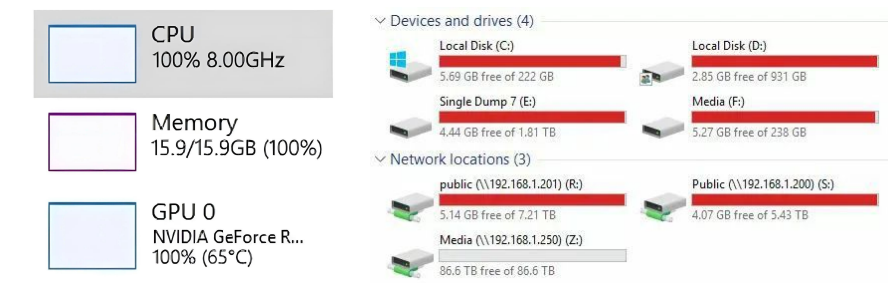 CPU
100% 8.00GHz
Memory
15.9/15.9GB (100%)
GPU 0
NVIDIA GeForce R...
100% (65°C)
Devices and drives (4)
Local Disk (C:)
5.69 GB free of 222 GB
Local Disk (D:)
2.85 GB free of 931 GB
Single Dump 7 (E:)
4.44 GB free of 1.81 TB
Media (F:)
5.27 GB free of 238 GB
Network locations (3)
public (\\192.168.1.201) (R:)
5.14 GB free of 7.21 TB
Public (\\192.168.1.200) (S:)
4.07 GB free of 5.43 TB
Media (\\192.168.1.250) (Z:)
86.6 TB free of 86.6 TB